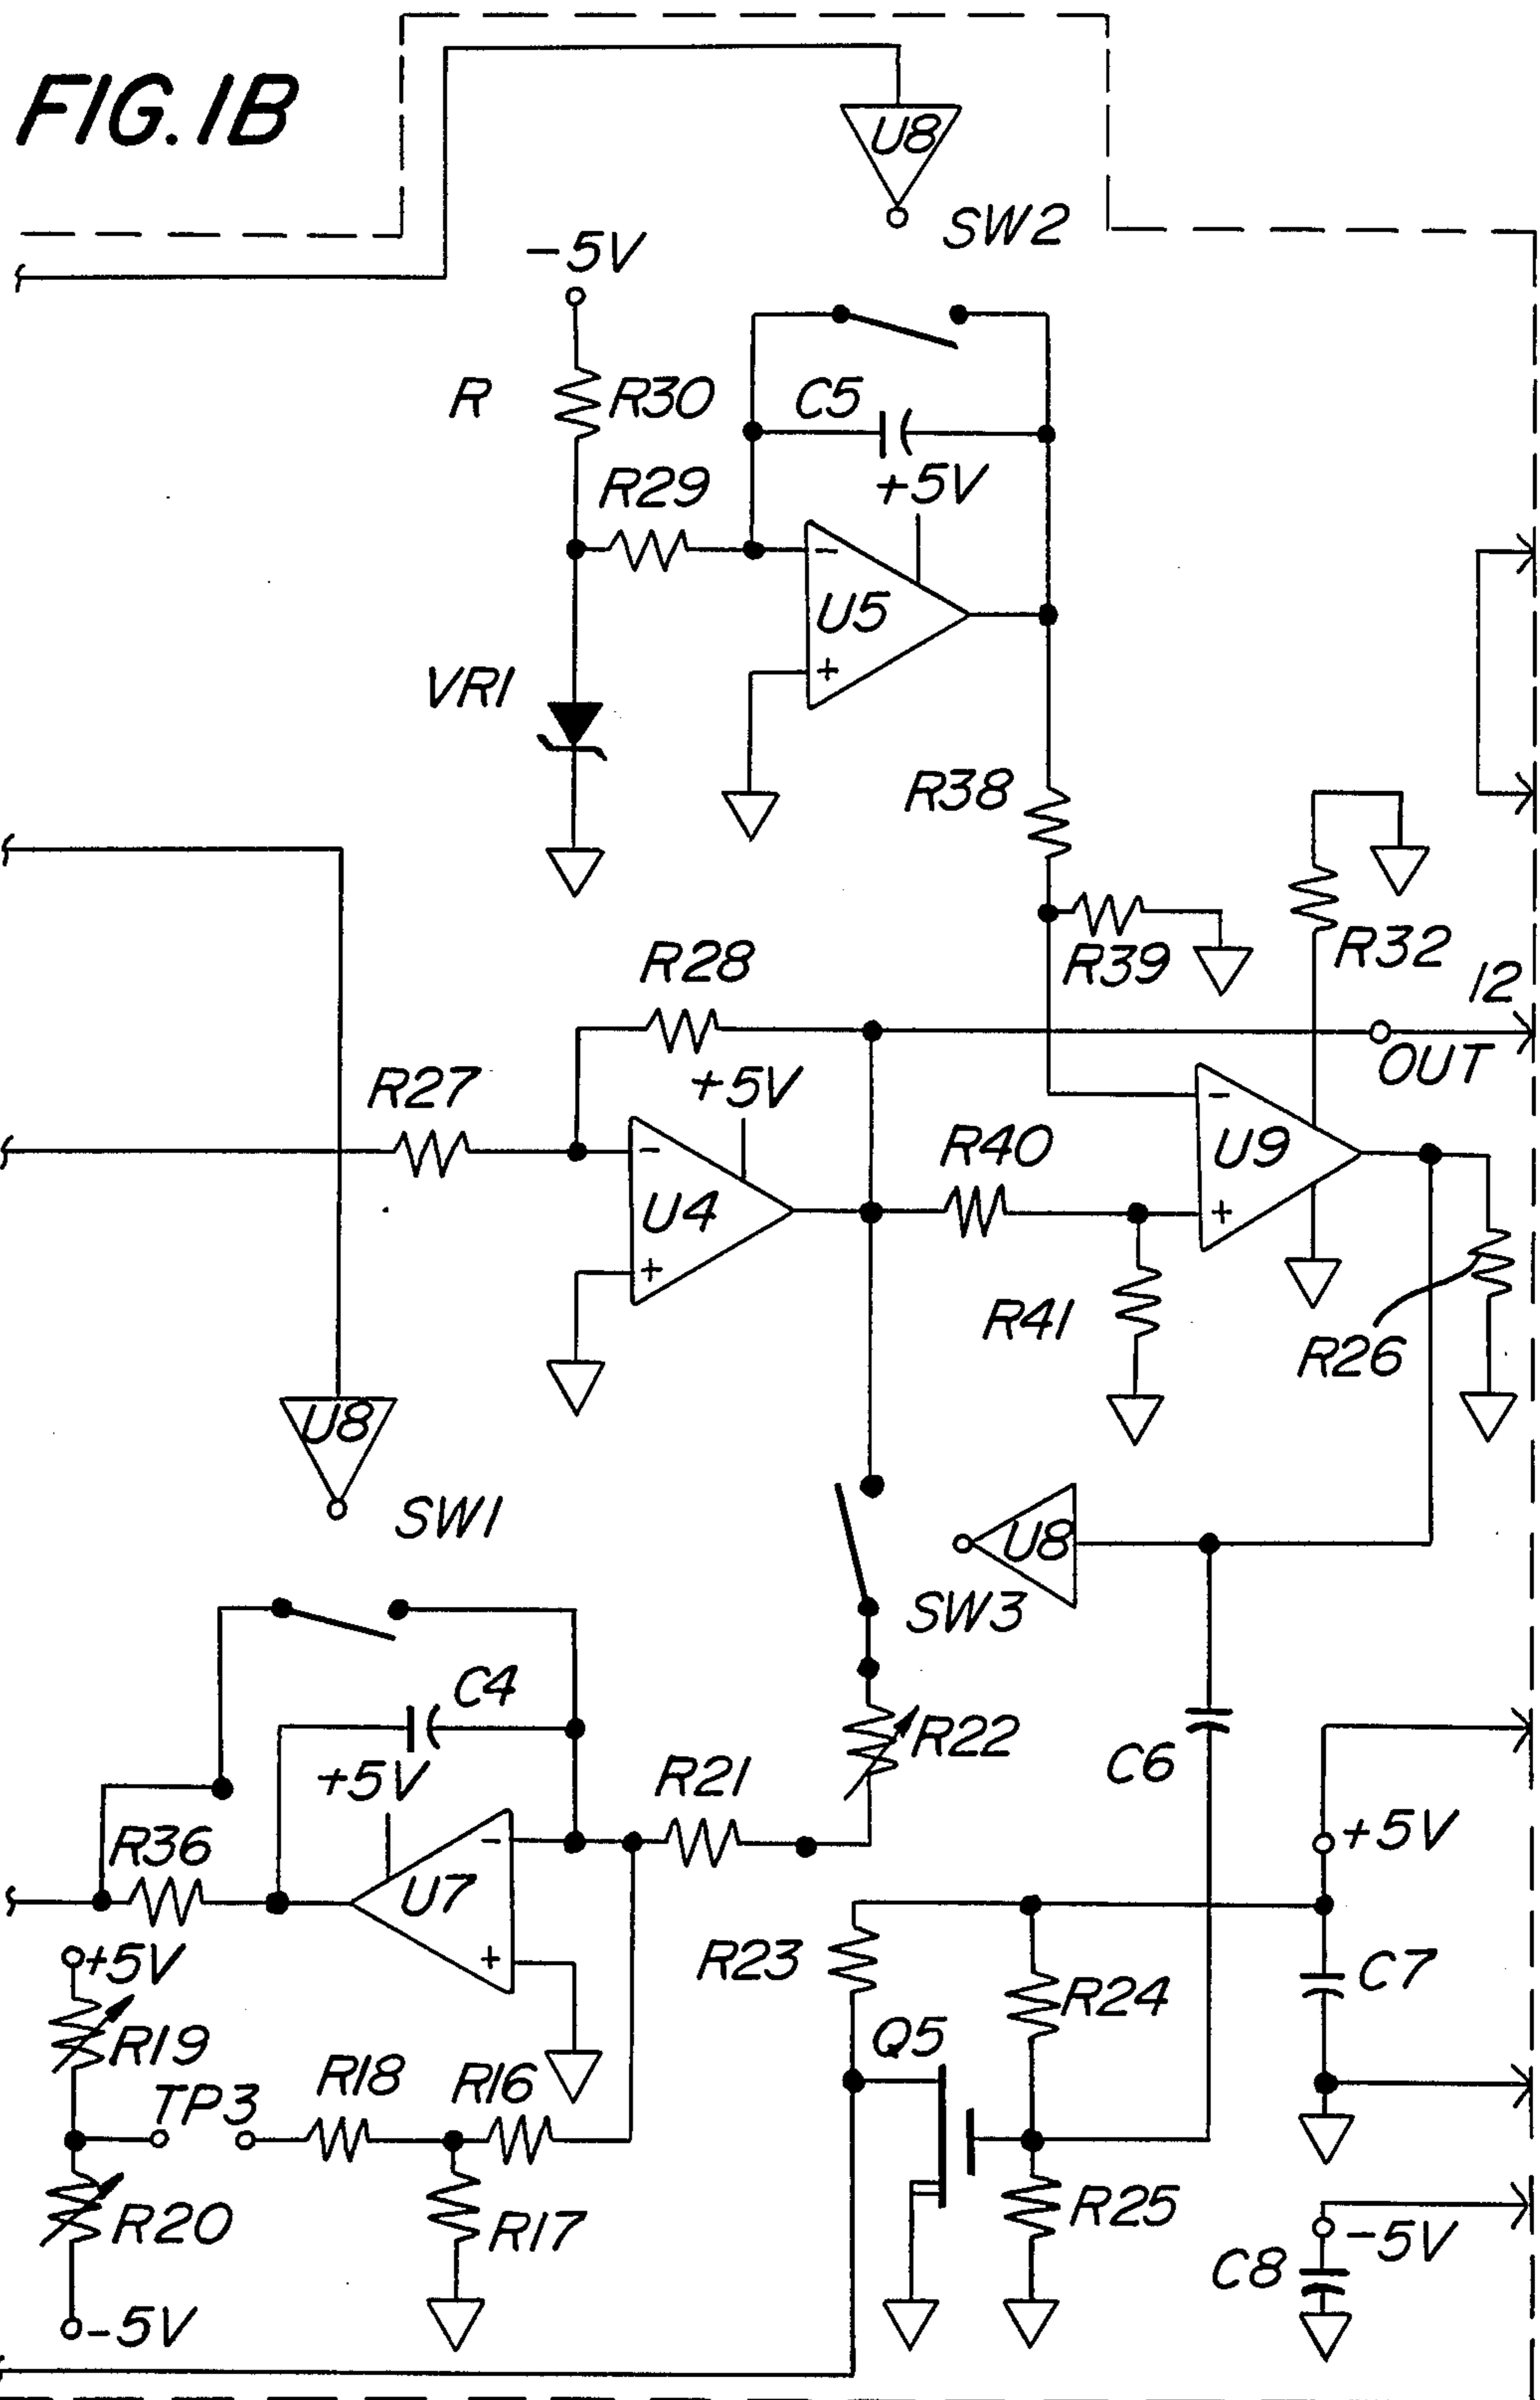 FIG. 1B
U8
SW2
-5V
R
R30
C5
R29
+5V
-
U5
+
VR1
R38
R39
R32
12
R28
OUT
R27
+5V
-
U4
+
R40
-
U9
+
R41
R26
U8
SW1
U8
SW3
C4
R22
C6
+5V
R21
R36
-
U7
+
+5V
+5V
R23
R24
C7
R19
Q5
TP3
R18
R16
R20
R17
R25
-5V
C8
-5V